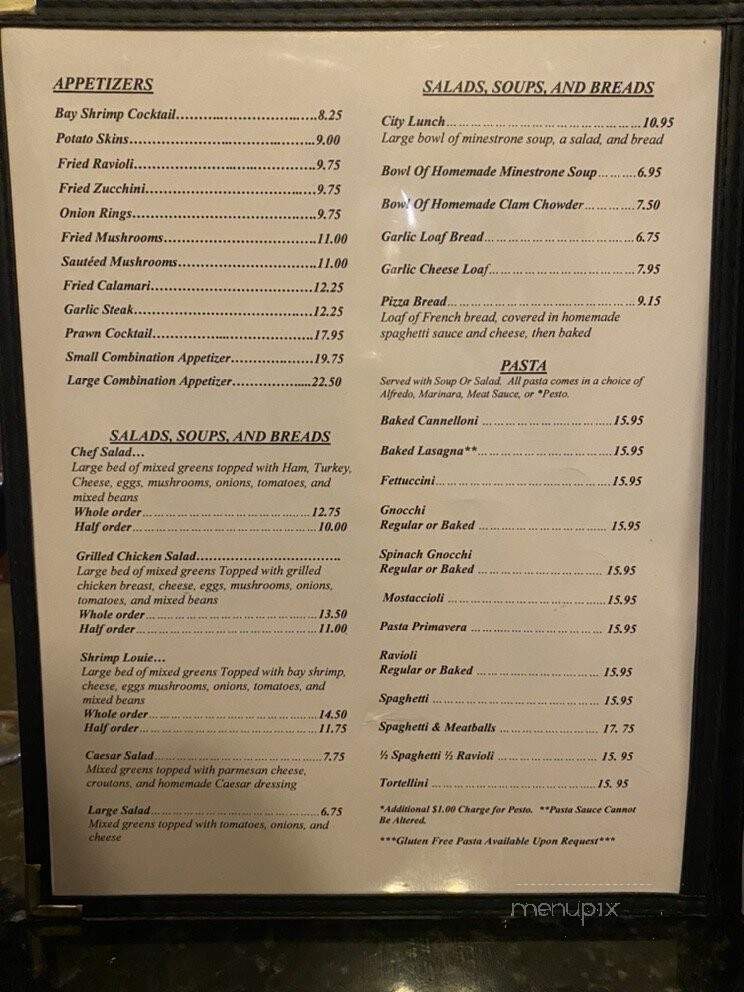 APPETIZERS
Bay Shrimp Cocktail........................8.25
Potato Skins........................9.00
Fried Ravioli........................9.75
Fried Zucchini........................9.75
Onion Rings........................9.75
Fried Mushrooms........................11.00
Sautéed Mushrooms........................11.00
Fried Calamari........................12.25
Garlic Steak........................12.25
Prawn Cocktail........................17.95
Small Combination Appetizer...............19.75
Large Combination Appetizer...............22.50
SALADS, SOUPS, AND BREADS
Chef Salad...
Large bed of mixed greens topped with Ham, Turkey,
Cheese, eggs, mushrooms, onions, tomatoes, and
mixed beans
Whole order........................12.75
Half order........................10.00
Grilled Chicken Salad........................
Large bed of mixed greens Topped with grilled
chicken breast, cheese, eggs, mushrooms, onions,
tomatoes, and mixed beans
Whole order........................13.50
Half order........................11.00
Shrimp Louie...
Large bed of mixed greens Topped with bay shrimp,
cheese, eggs mushrooms, onions, tomatoes, and
mixed beans
Whole order........................14.50
Half order........................11.75
Caesar Salad........................7.75
Mixed greens topped with parmesan cheese,
croutons, and homemade Caesar dressing
Large Salad........................6.75
Mixed greens topped with tomatoes, onions, and
cheese
SALADS, SOUPS, AND BREADS
City Lunch........................10.95
Large bowl of minestrone soup, a salad, and bread
Bowl Of Homemade Minestrone Soup.........6.95
Bowl Of Homemade Clam Chowder............7.50
Garlic Loaf Bread........................6.75
Garlic Cheese Loaf........................7.95
Pizza Bread........................9.15
Loaf of French bread, covered in homemade
spaghetti sauce and cheese, then baked
PASTA
Served with Soup Or Salad. All pasta comes in a choice of
Alfredo, Marinara, Meat Sauce, or *Pesto.
Baked Cannelloni ........................15.95
Baked Lasagna**........................15.95
Fettuccini........................15.95
Gnocchi
Regular or Baked ........................ 15.95
Spinach Gnocchi
Regular or Baked ........................ 15.95
Mostaccioli ........................15.95
Pasta Primavera ........................ 15.95
Ravioli
Regular or Baked ........................ 15.95
Spaghetti ........................ 15.95
Spaghetti & Meatballs ................... 17. 75
½ Spaghetti ½ Ravioli ................... 15. 95
Tortellini ........................15. 95
*Additional $1.00 Charge for Pesto. **Pasta Sauce Cannot
Be Altered.
***Gluten Free Pasta Available Upon Request***
menupix